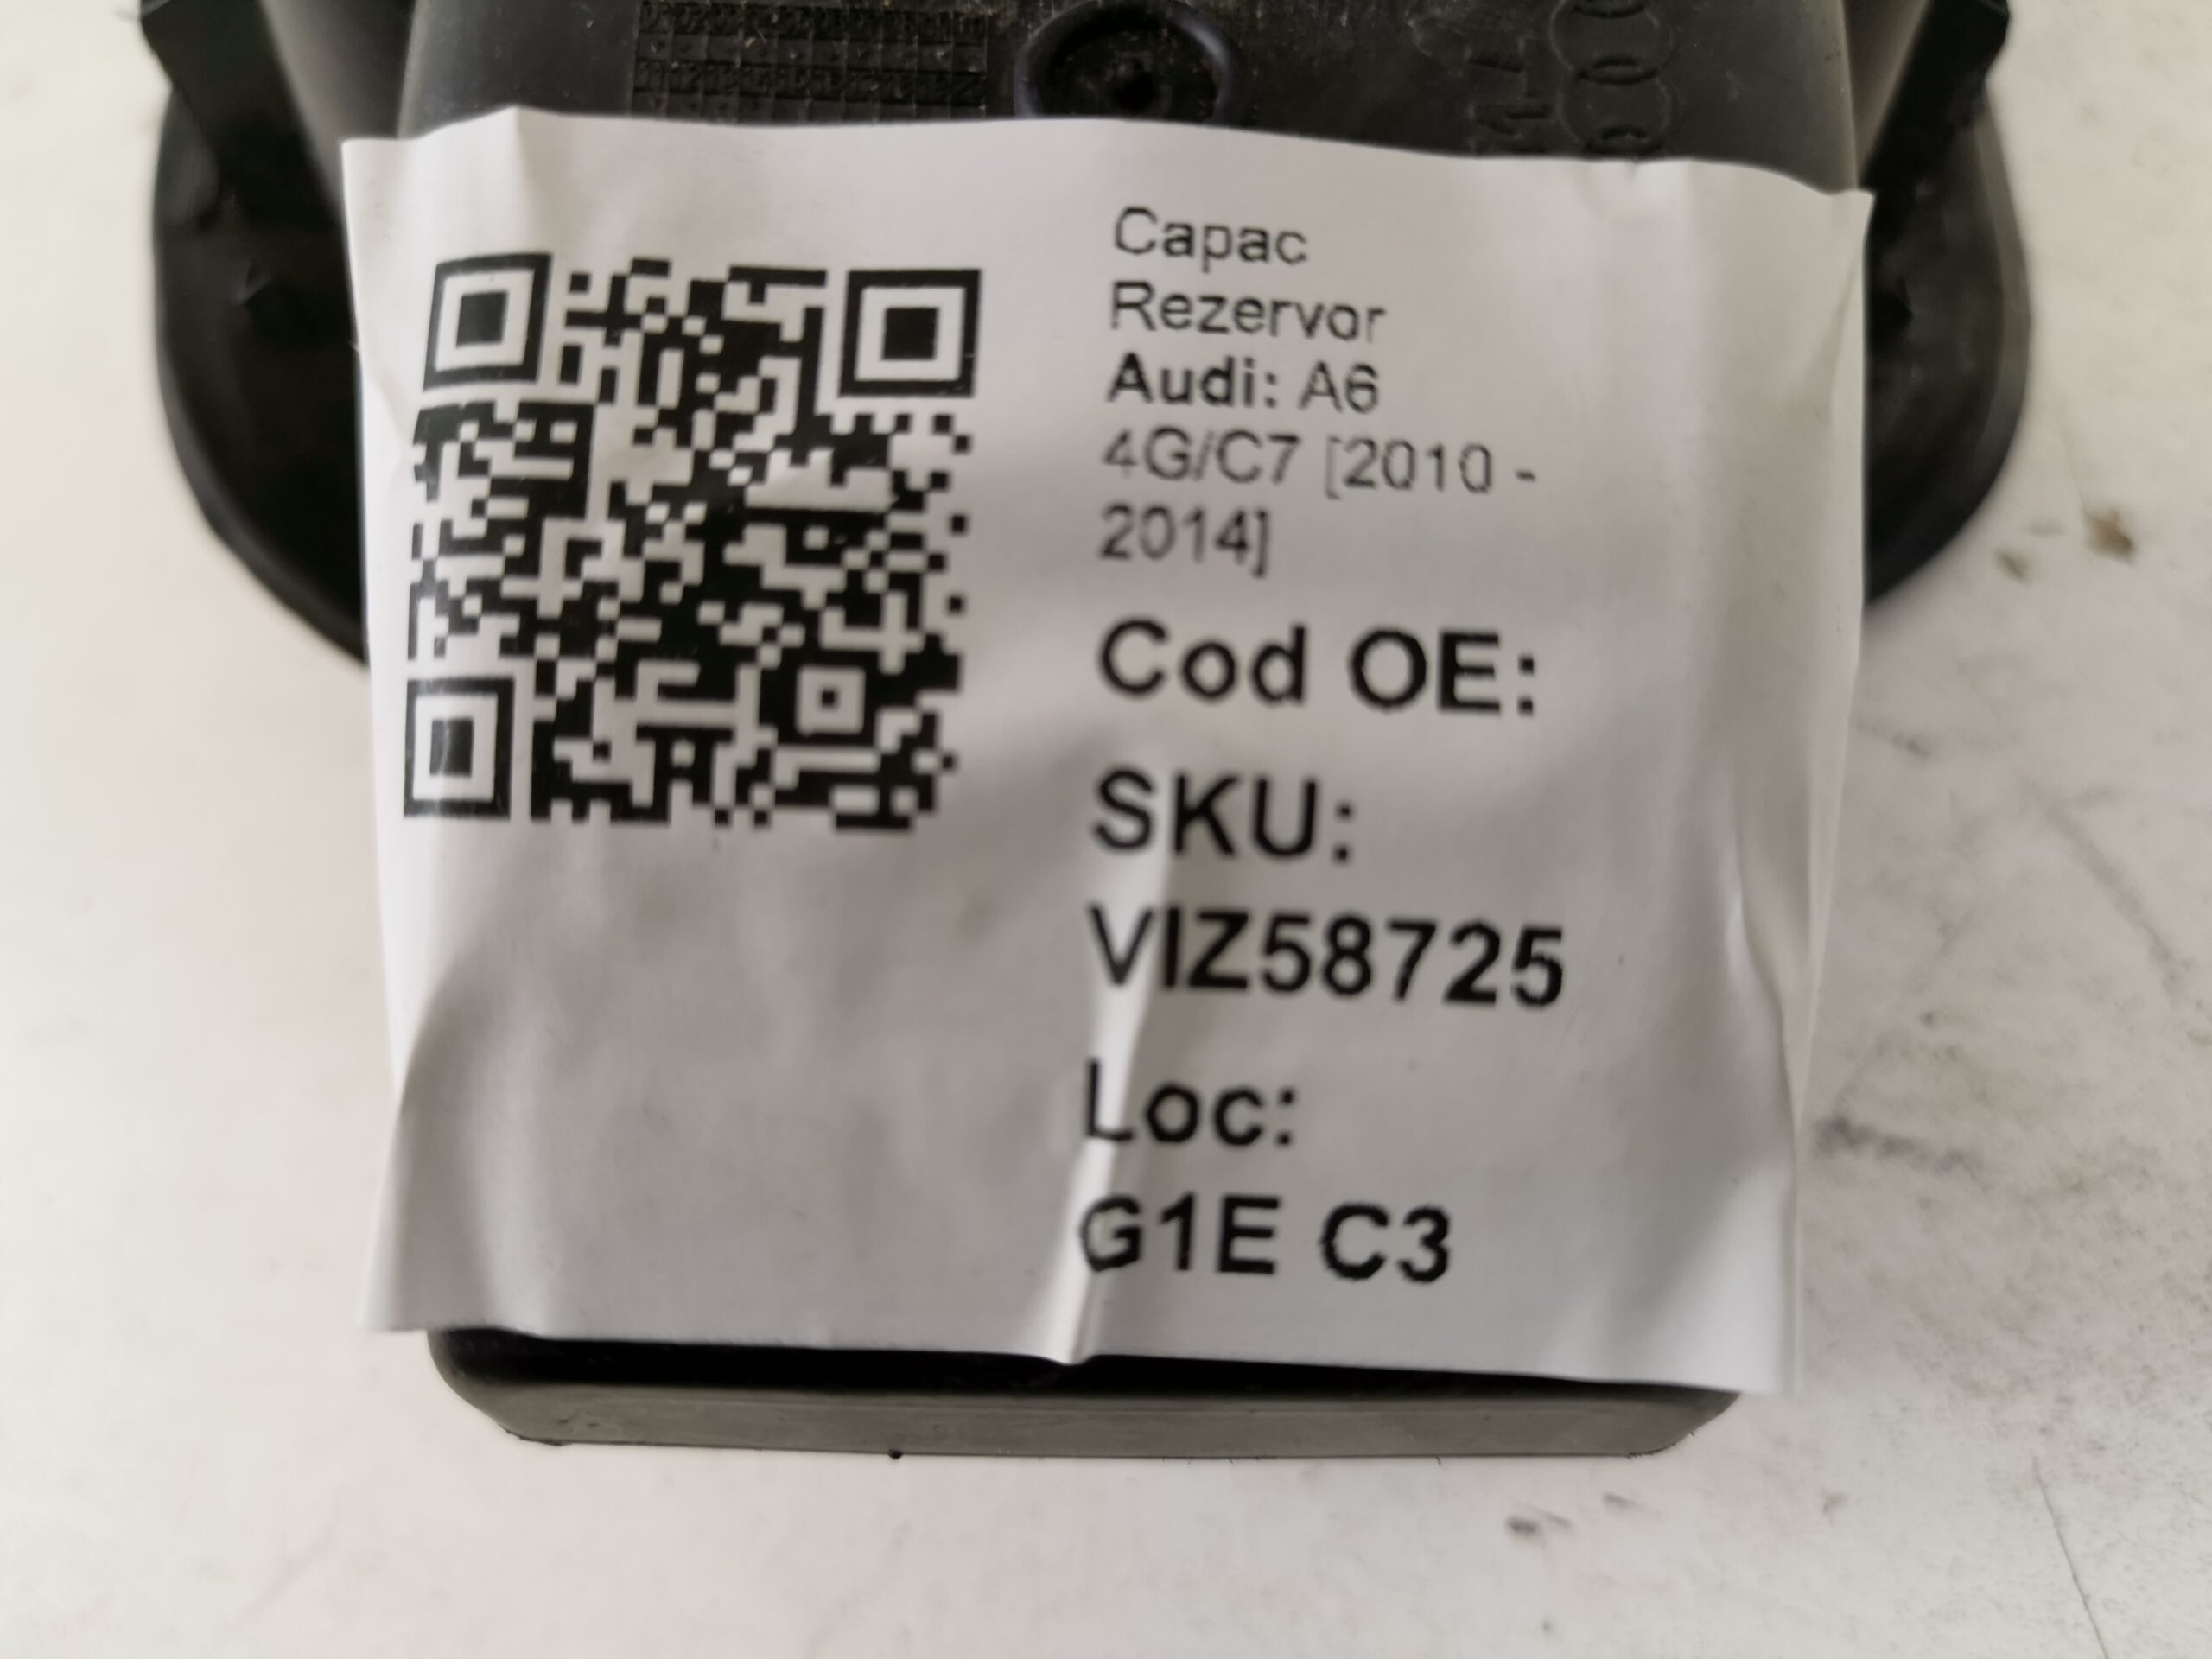 Capac
Rezervor
Audi: A6
4G/C7 [2010 -
2014]
Cod OE:
SKU:
VIZ58725
Loc:
G1E C3